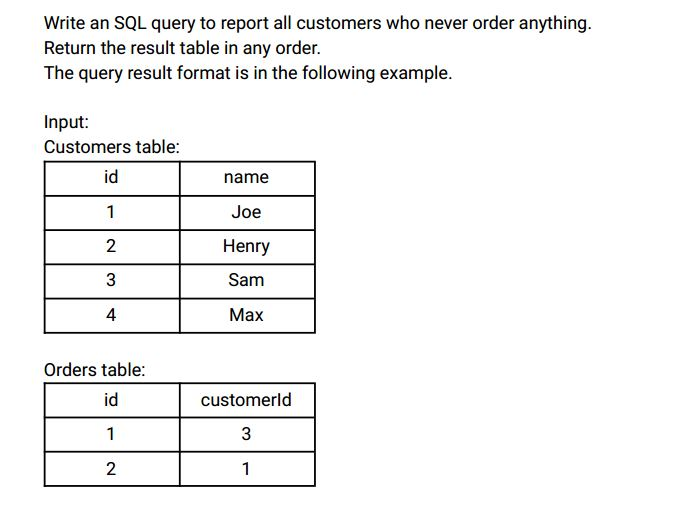 Write an SQL query to report all customers who never order anything.
Return the result table in any order.
The query result format is in the following example.
Input:
Customers table:
id name
1 Joe
2 Henry
3 Sam
4 Max
Orders table:
id customerId
1 3
2 1